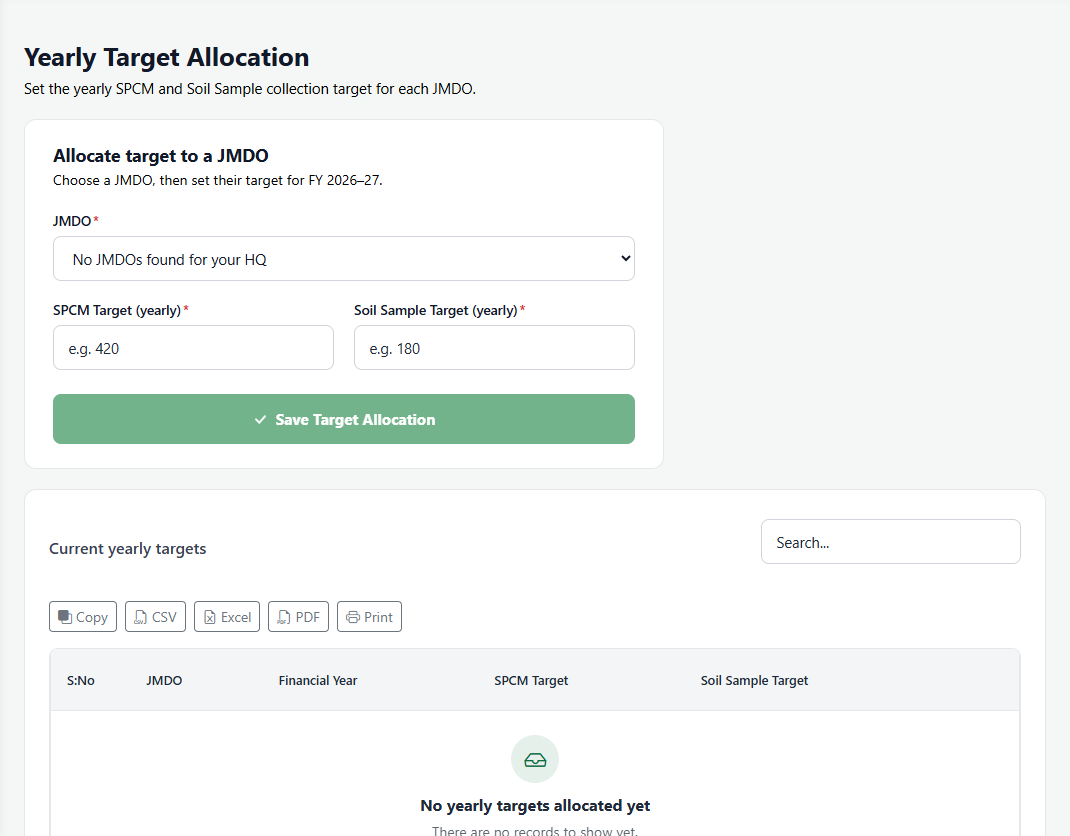 Yearly Target Allocation
Set the yearly SPCM and Soil Sample collection target for each JMDO.
Allocate target to a JMDO
Choose a JMDO, then set their target for FY 2026–27.
JMDO*
No JMDOs found for your HQ
SPCM Target (yearly)* Soil Sample Target (yearly)*
e.g. 420 e.g. 180
Save Target Allocation
Current yearly targets Search...
Copy CSV Excel PDF Print
S:No JMDO Financial Year SPCM Target Soil Sample Target
No yearly targets allocated yet
There are no records to show yet.